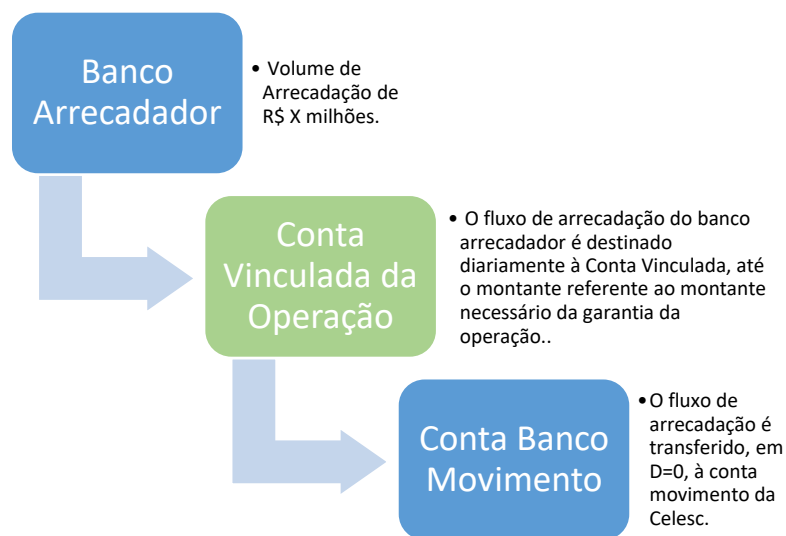 Banco
Arrecadador
• Volume de
Arrecadação de
R$ X milhões.
Conta
Vinculada da
Operação
• O fluxo de arrecadação do banco
arrecadador é destinado
diariamente à Conta Vinculada, até
o montante referente ao montante
necessário da garantia da
operação..
Conta Banco
Movimento
•O fluxo de
arrecadação é
transferido, em
D=0, à conta
movimento da
Celesc.